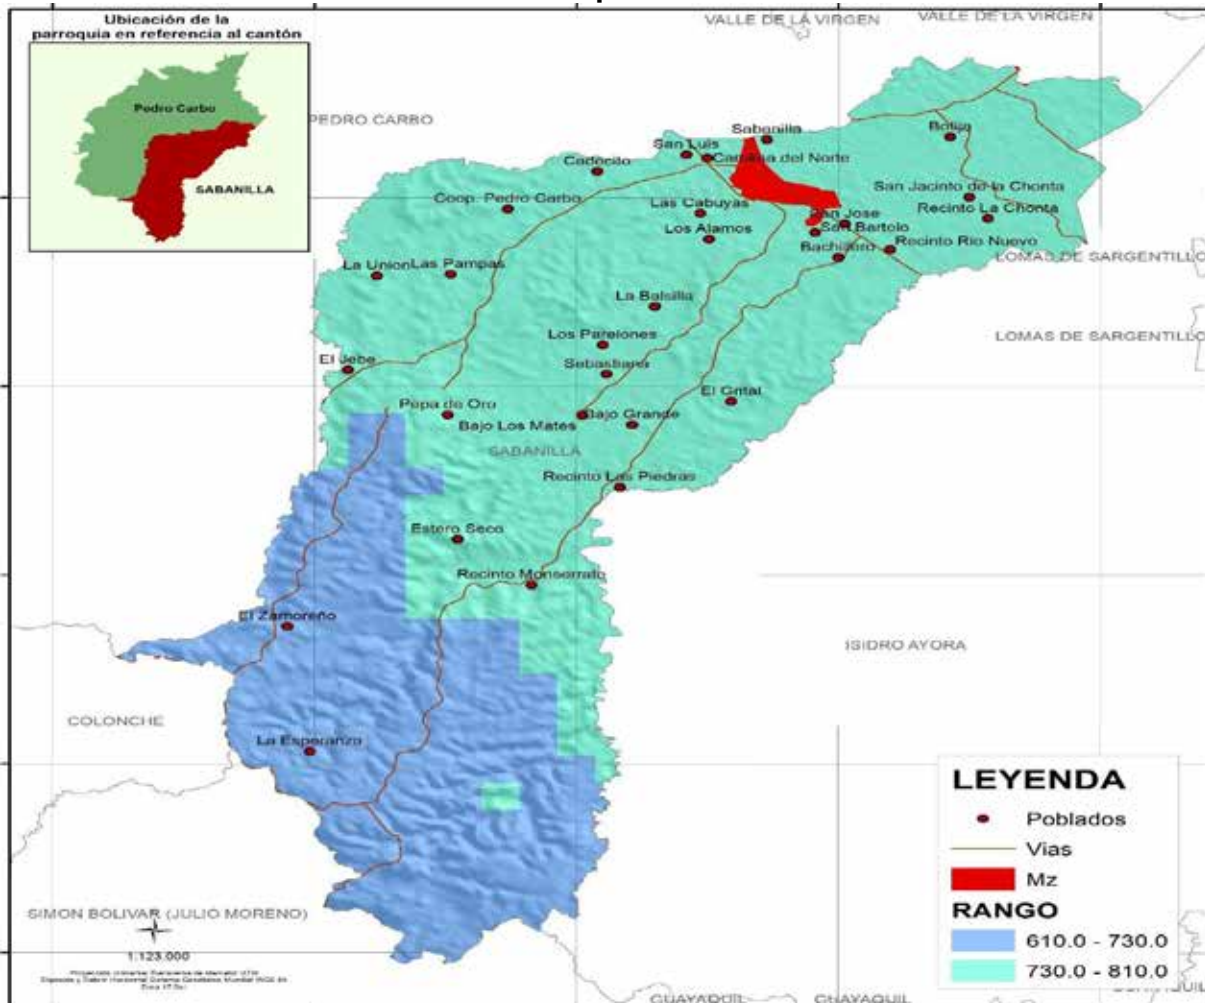 Ubicación de la
parroquia en referencia al cantón
Pedro Carbo
SABANILLA
VALLE DE LA VIRGEN
VALLE DE LA VIRGEN
PEDRO CARBO
Sabanilla
Botija
San Luis
Carolina del Norte
Cadecito
San Jacinto de la Chonta
Coop. Pedro Carbo
Las Cabuyas
Recinto La Chonta
San Jose
Los Alamos
San Bartolo
Bachillero
Recinto Rio Nuevo
LOMAS DE SARGENTILLO
La Union
Las Pampas
La Balsilla
Los Parelones
LOMAS DE SARGENTILLO
El Jebe
Sebastiana
El Grital
Pepa de Oro
Bajo Grande
Bajo Los Mates
SABANILLA
Recinto Las Piedras
Estero Seco
Recinto Monserrate
El Zamoreño
ISIDRO AYORA
COLONCHE
La Esperanza
LEYENDA
Poblados
Vias
Mz
RANGO
610.0 - 730.0
730.0 - 810.0
SIMON BOLIVAR (JULIO MORENO)
1:123.000
GUAYAQUIL
GUAYAQUIL